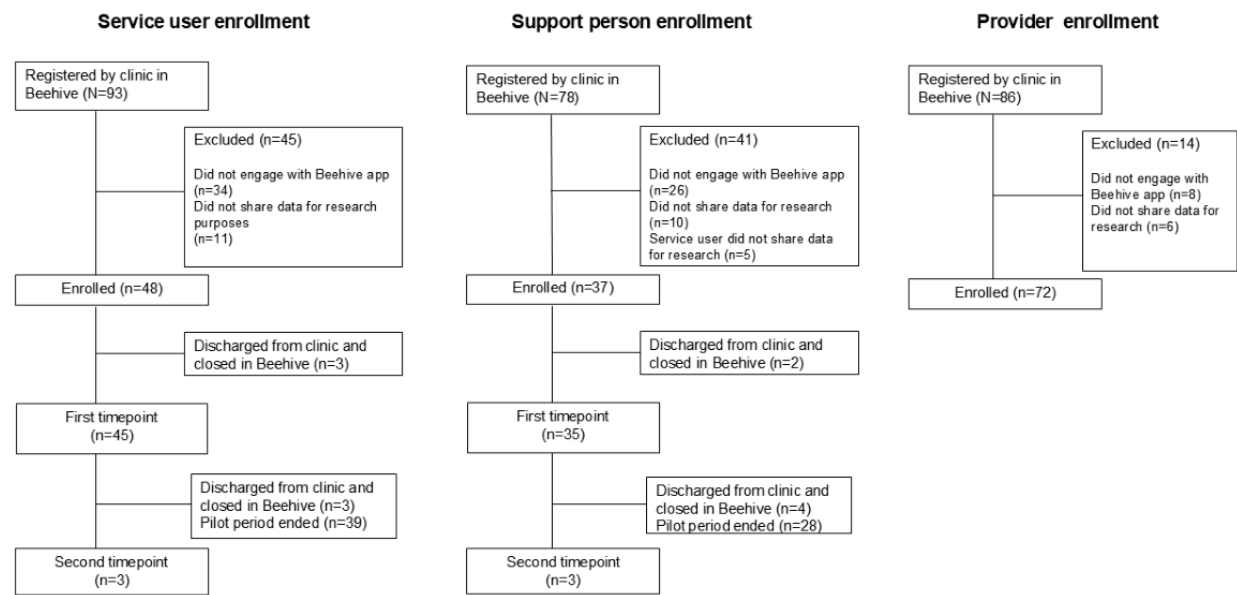 Service user enrollment
Registered by clinic in
Beehive (N=93)
Excluded (n=45)
Did not engage with Beehive app
(n=34)
Did not share data for research
purposes
(n=11)
Enrolled (n=48)
Discharged from clinic and
closed in Beehive (n=3)
First timepoint
(n=45)
Discharged from clinic and
closed in Beehive (n=3)
Pilot period ended (n=39)
Second timepoint
(n=3)
Support person enrollment
Registered by clinic in
Beehive (N=78)
Excluded (n=41)
Did not engage with Beehive app
(n=26)
Did not share data for research
(n=10)
Service user did not share data
for research (n=5)
Enrolled (n=37)
Discharged from clinic and
closed in Beehive (n=2)
First timepoint
(n=35)
Discharged from clinic and
closed in Beehive (n=4)
Pilot period ended (n=28)
Second timepoint
(n=3)
Provider enrollment
Registered by clinic in
Beehive (N=86)
Excluded (n=14)
Did not engage with
Beehive app (n=8)
Did not share data for
research (n=6)
Enrolled (n=72)